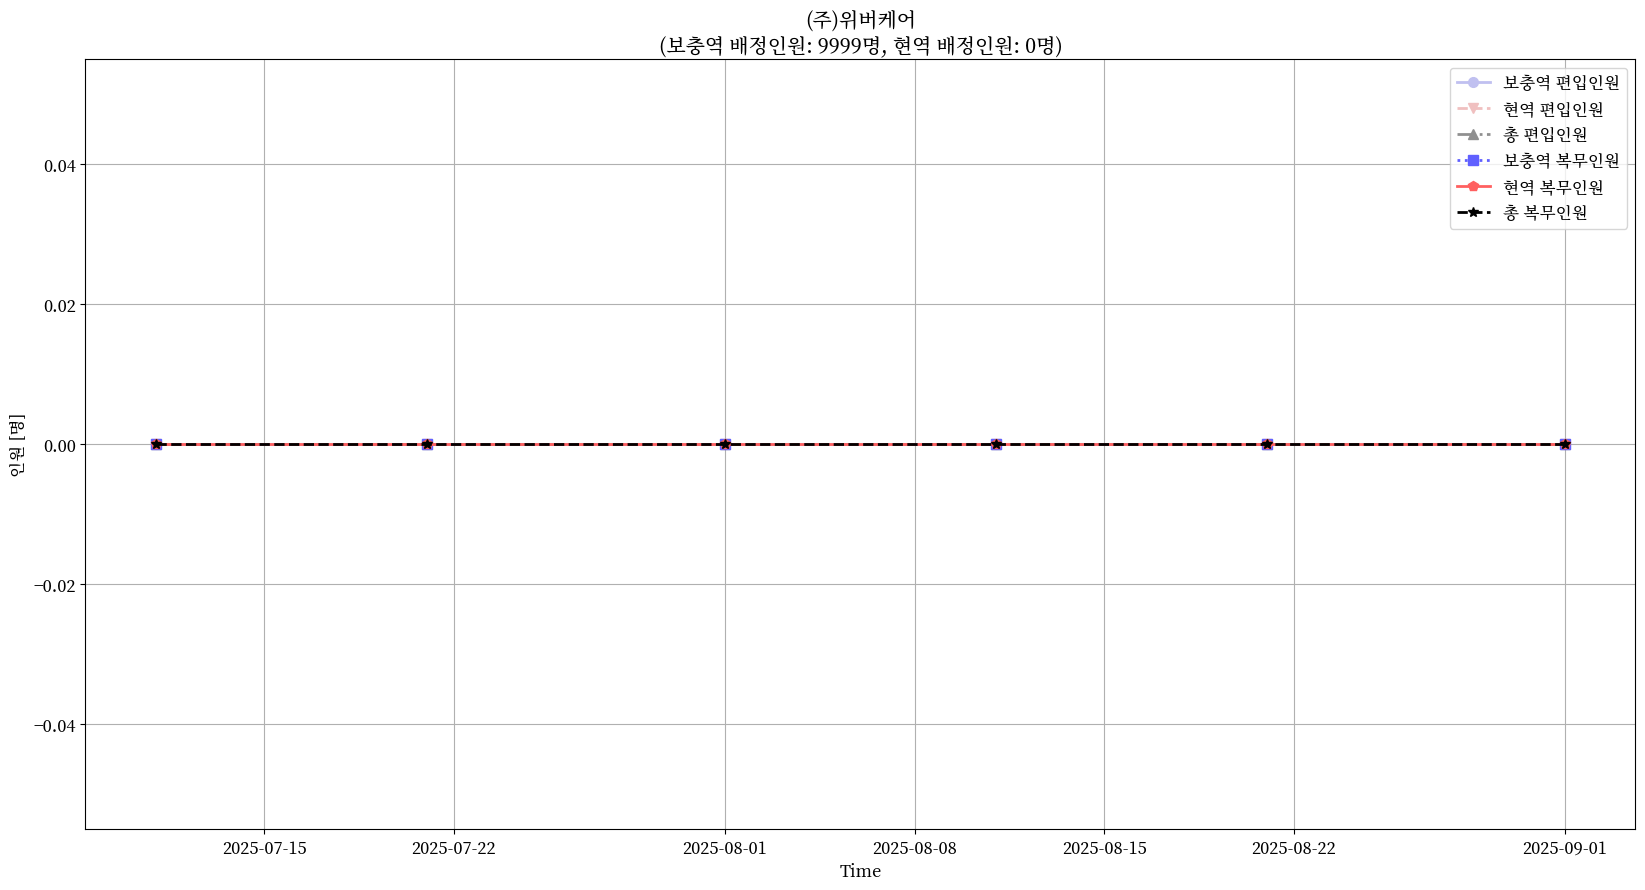 (주)위버케어
(보충역 배정인원: 9999명, 현역 배정인원: 0명)
보충역 편입인원
현역 편입인원
총 편입인원
보충역 복무인원
현역 복무인원
총 복무인원
인원 [명]
0.04
0.02
0.00
−0.02
−0.04
2025-07-15
2025-07-22
2025-08-01
2025-08-08
2025-08-15
2025-08-22
2025-09-01
Time